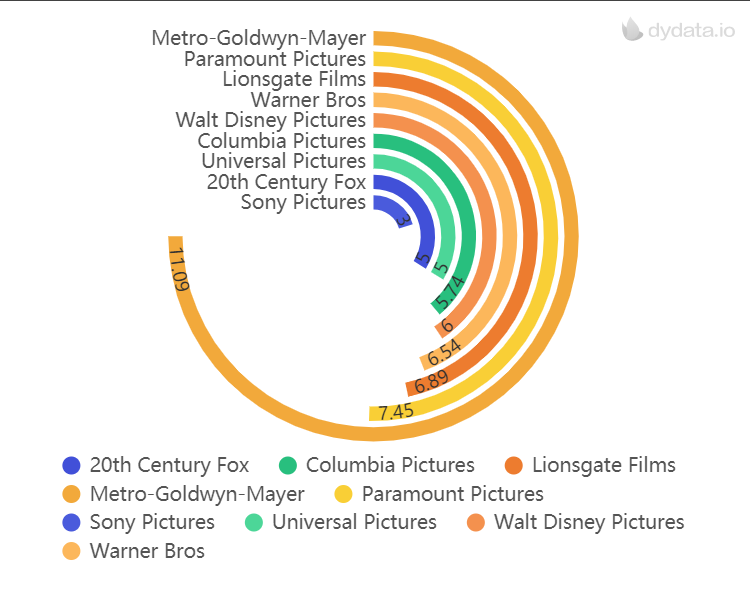 dydata.io
Metro-Goldwyn-Mayer
Paramount Pictures
Lionsgate Films
Warner Bros
Walt Disney Pictures
Columbia Pictures
Universal Pictures
20th Century Fox
Sony Pictures
3
5
5
5.74
6
6.54
6.89
7.45
11.09
20th Century Fox Columbia Pictures Lionsgate Films
Metro-Goldwyn-Mayer Paramount Pictures
Sony Pictures Universal Pictures Walt Disney Pictures
Warner Bros